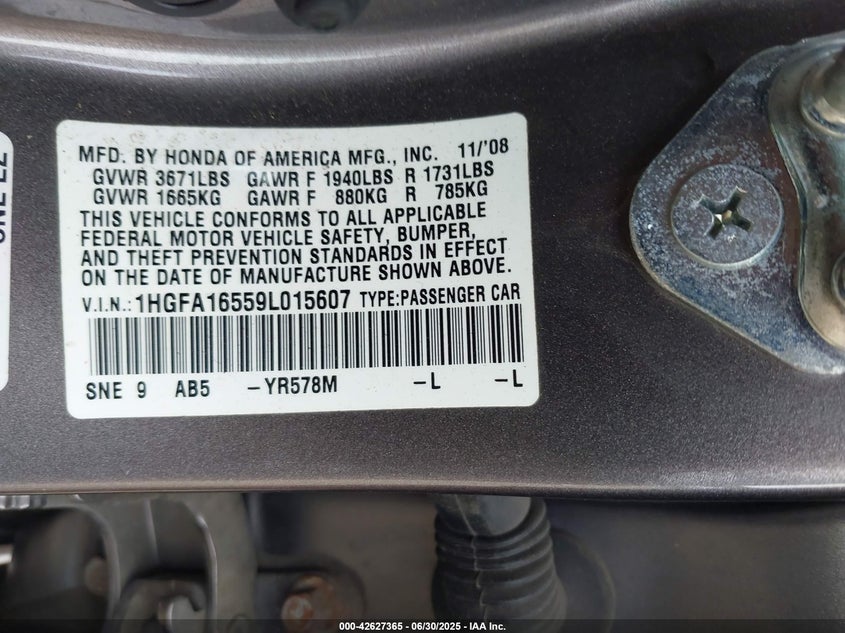 MFD. BY HONDA OF AMERICA MFG., INC. 11/'08
GVWR 3671LBS GAWR F 1940LBS R 1731LBS
GVWR 1665KG GAWR F 880KG R 785KG
THIS VEHICLE CONFORMS TO ALL APPLICABLE
FEDERAL MOTOR VEHICLE SAFETY, BUMPER,
AND THEFT PREVENTION STANDARDS IN EFFECT
ON THE DATE OF MANUFACTURE SHOWN ABOVE.
V.I.N.:1HGFA16559L015607 TYPE:PASSENGER CAR
SNE 9 AB5 -YR578M -L -L
000-42627365 - 06/30/2025 - IAA Inc.